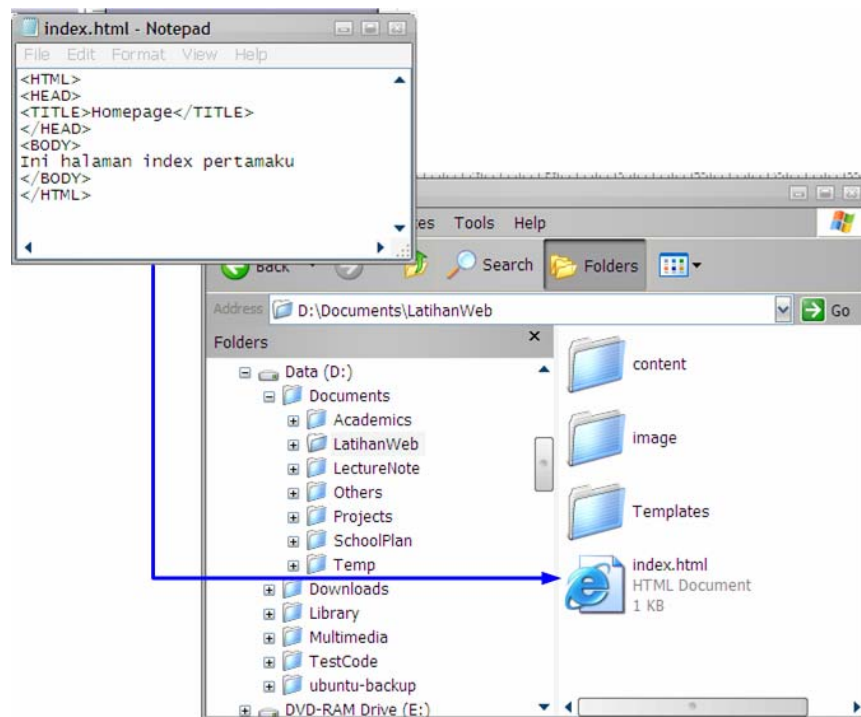 index.html - Notepad
File Edit Format View Help
<HTML>
<HEAD>
<TITLE>Homepage</TITLE>
</HEAD>
<BODY>
Ini halaman index pertamaku
</BODY>
</HTML>
es Tools Help
Back Search Folders
Address D:\Documents\LatihanWeb Go
Folders
Data (D:)
Documents
Academics
LatihanWeb
LectureNote
Others
Projects
SchoolPlan
Temp
Downloads
Library
Multimedia
TestCode
ubuntu-backup
DVD-RAM Drive (E:)
content
image
Templates
index.html
HTML Document
1 KB